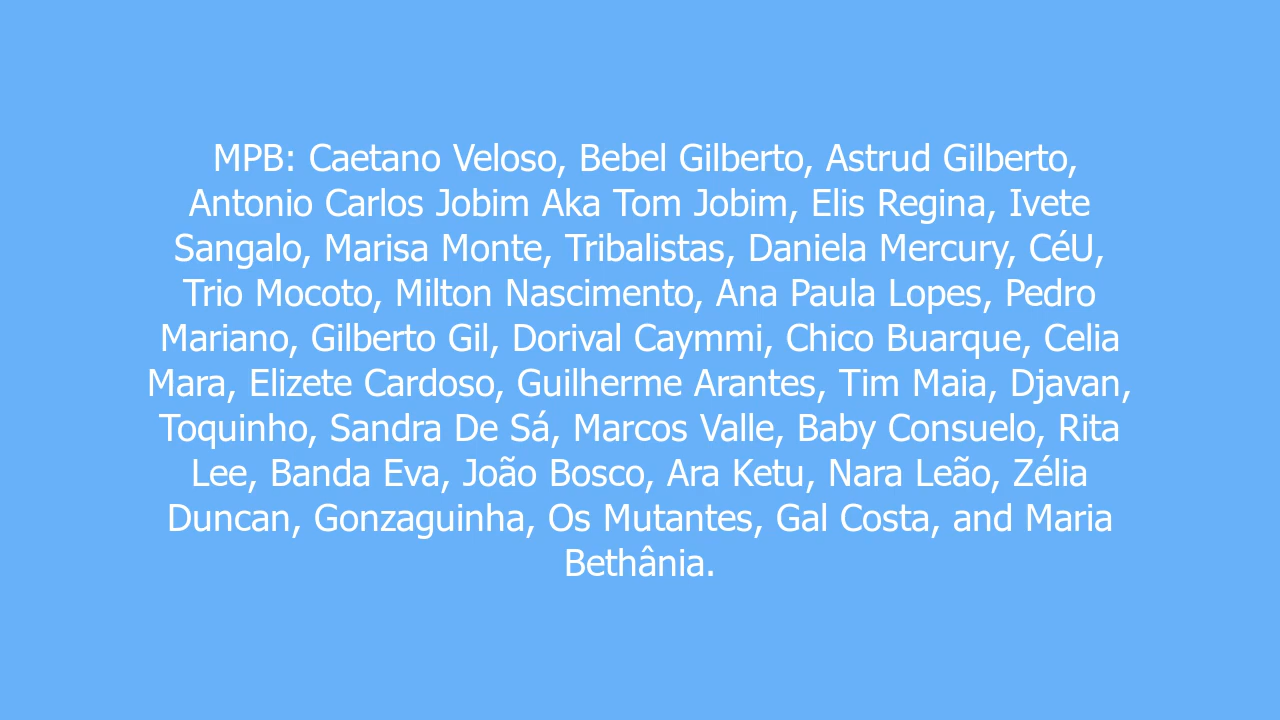 MPB: Caetano Veloso, Bebel Gilberto, Astrud Gilberto,
Antonio Carlos Jobim Aka Tom Jobim, Elis Regina, Ivete
Sangalo, Marisa Monte, Tribalistas, Daniela Mercury, CéU,
Trio Mocoto, Milton Nascimento, Ana Paula Lopes, Pedro
Mariano, Gilberto Gil, Dorival Caymmi, Chico Buarque, Celia
Mara, Elizete Cardoso, Guilherme Arantes, Tim Maia, Djavan,
Toquinho, Sandra De Sá, Marcos Valle, Baby Consuelo, Rita
Lee, Banda Eva, João Bosco, Ara Ketu, Nara Leão, Zélia
Duncan, Gonzaguinha, Os Mutantes, Gal Costa, and Maria
Bethânia.